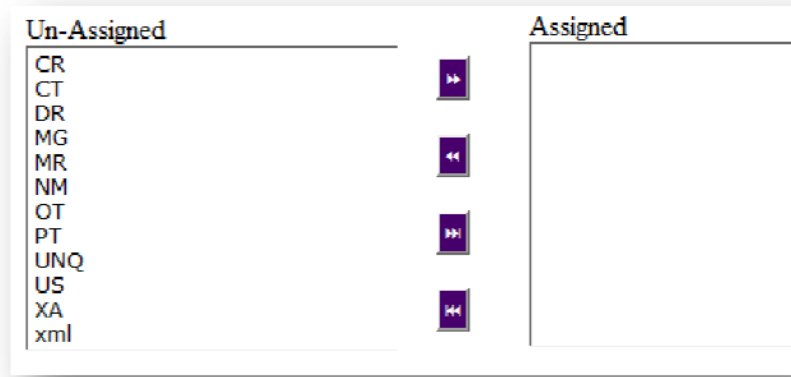 Un-Assigned
Assigned
CR
CT
DR
MG
MR
NM
OT
PT
UNQ
US
XA
xml